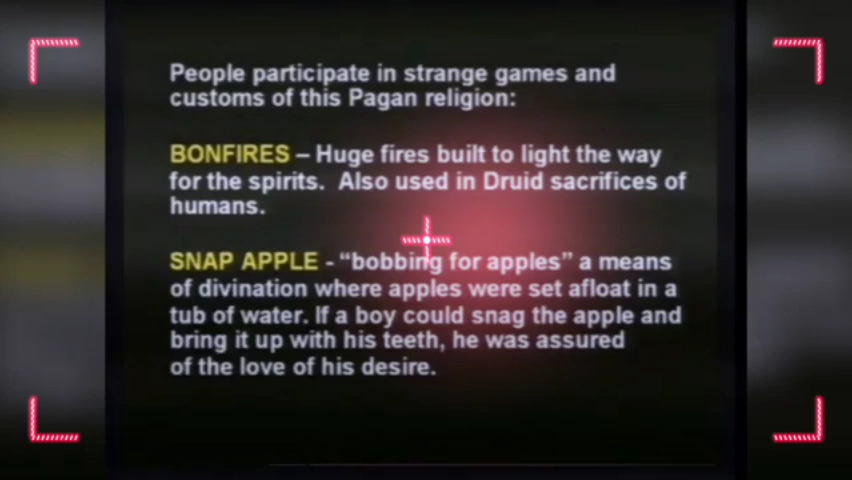 People participate in strange games and
customs of this Pagan religion:
BONFIRES – Huge fires built to light the way
for the spirits.  Also used in Druid sacrifices of
humans.
SNAP APPLE - “bobbing for apples” a means
of divination where apples were set afloat in a
tub of water. If a boy could snag the apple and
bring it up with his teeth, he was assured
of the love of his desire.